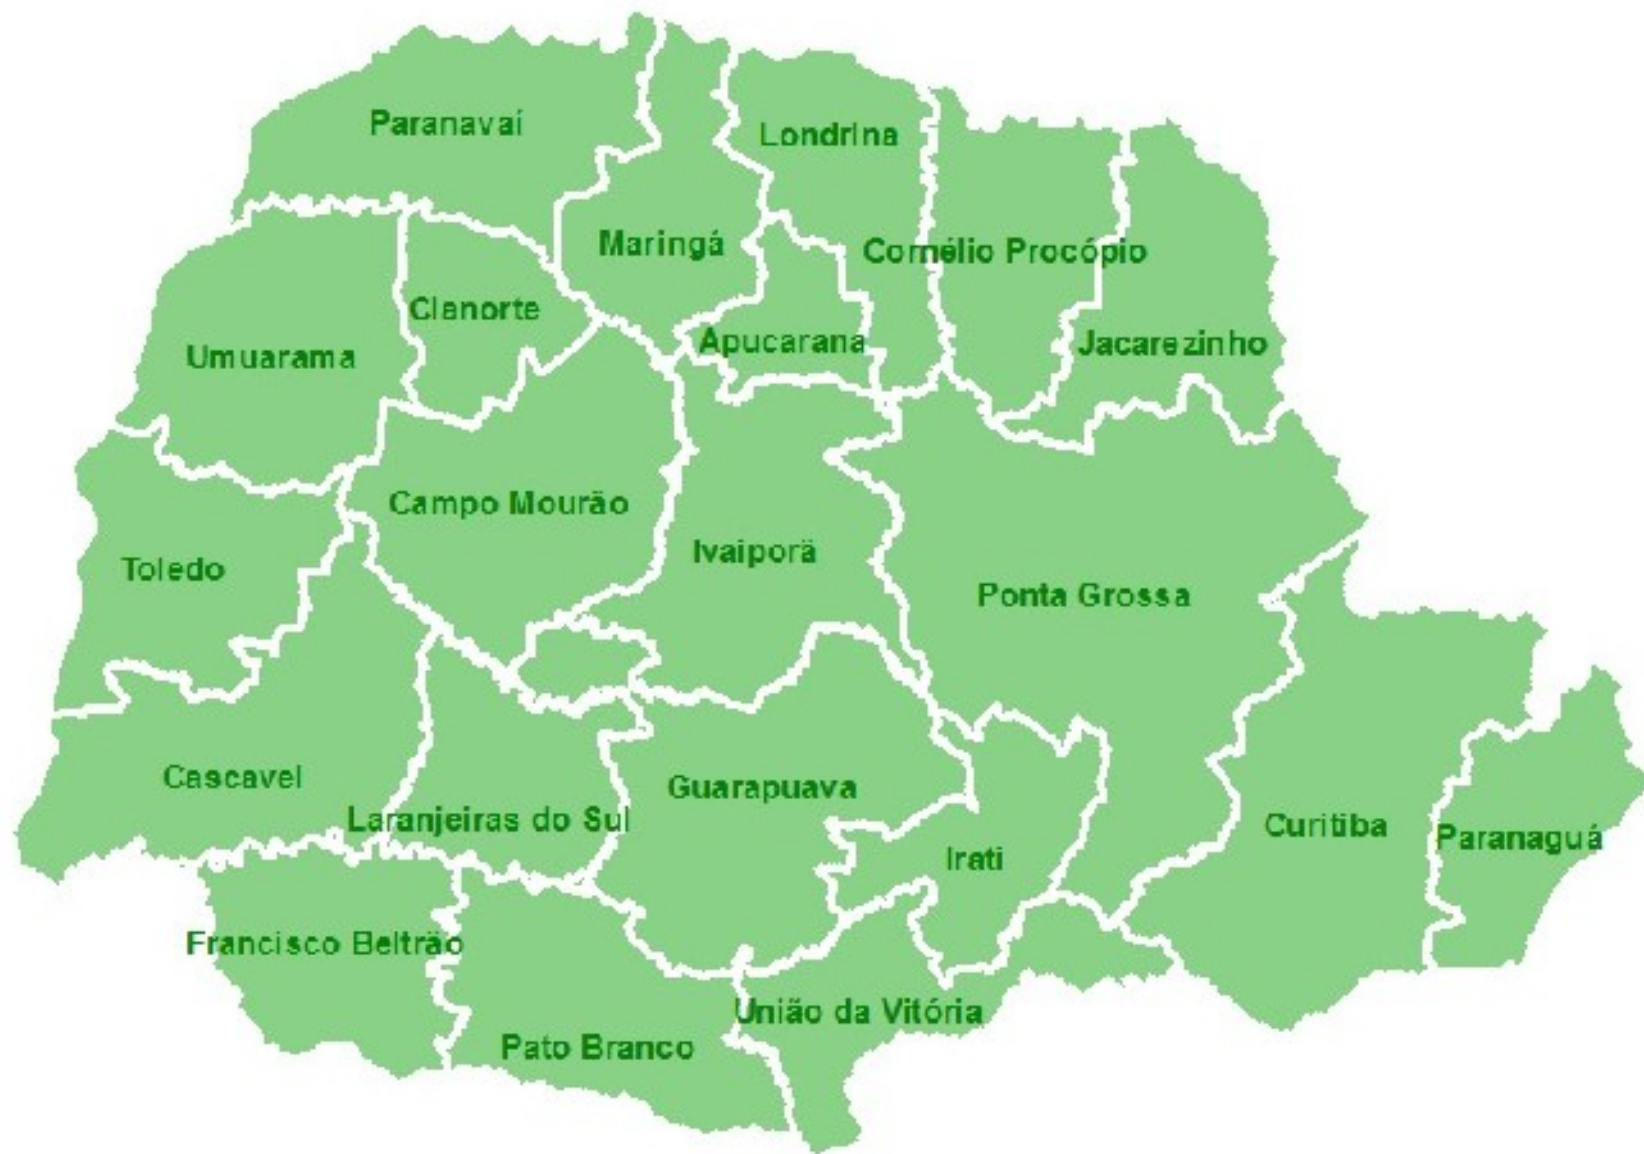 Paranavaí
Londrina
Maringá
Cornélio Procópio
Cianorte
Apucarana
Jacarezinho
Umuarama
Campo Mourão
Ivaiporã
Toledo
Ponta Grossa
Cascavel
Guarapuava
Laranjeiras do Sul
Curitiba
Paranaguá
Irati
Francisco Beltrão
União da Vitória
Pato Branco